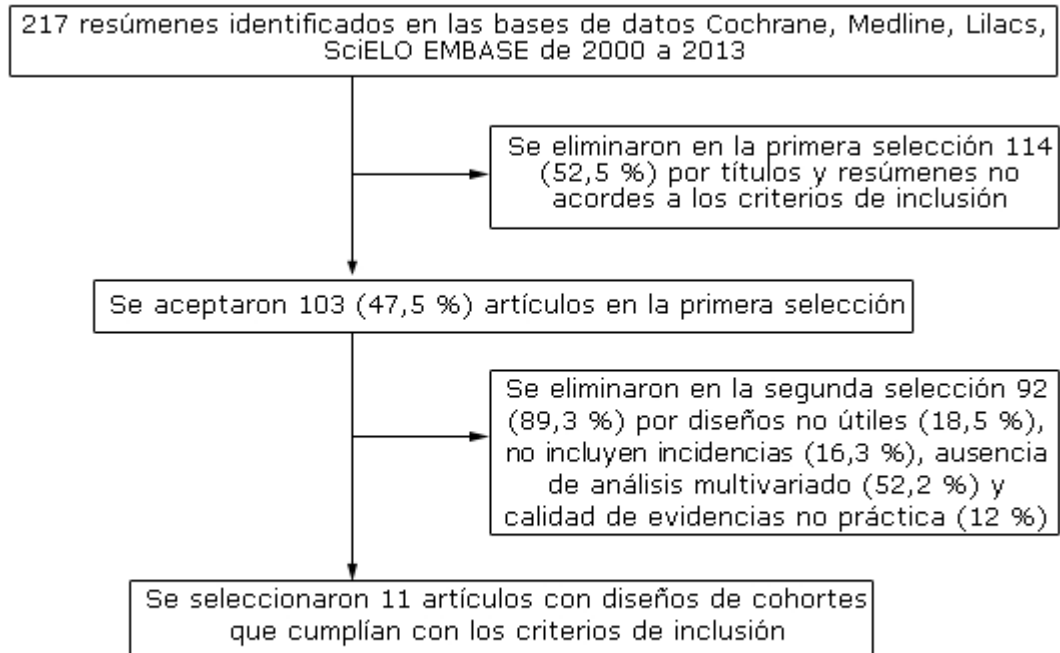 217 resúmenes identificados en las bases de datos Cochrane, Medline, Lilacs,
SciELO EMBASE de 2000 a 2013
Se eliminaron en la primera selección 114
(52,5 %) por títulos y resúmenes no
acordes a los criterios de inclusión
Se aceptaron 103 (47,5 %) artículos en la primera selección
Se eliminaron en la segunda selección 92
(89,3 %) por diseños no útiles (18,5 %),
no incluyen incidencias (16,3 %), ausencia
de análisis multivariado (52,2 %) y
calidad de evidencias no práctica (12 %)
Se seleccionaron 11 artículos con diseños de cohortes
que cumplían con los criterios de inclusión